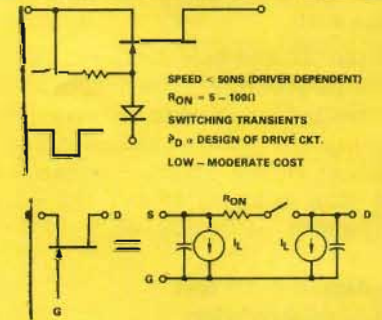 SPEED < 50NS (DRIVER DEPENDENT)
RON = 5 – 100Ω
SWITCHING TRANSIENTS
PD ∝ DESIGN OF DRIVE CKT.
LOW – MODERATE COST
RON
D S IL IL D
G
G